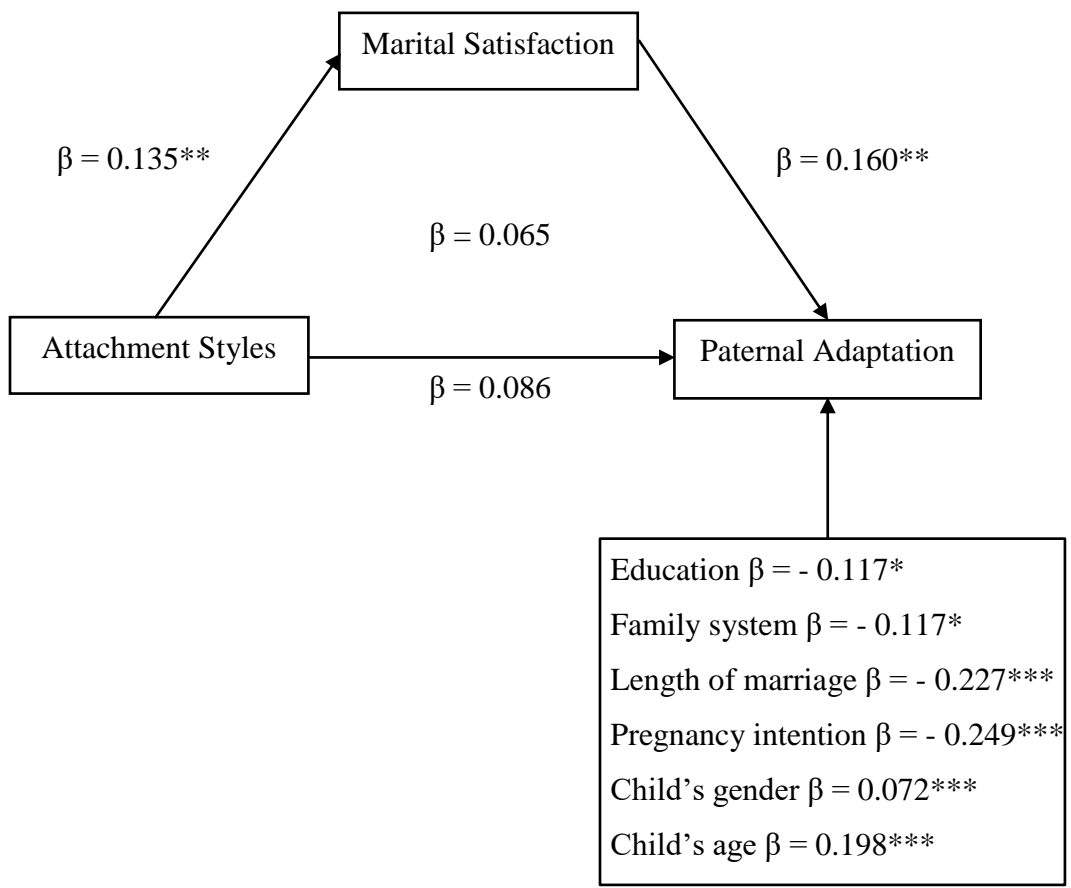 Marital Satisfaction
β = 0.135**
β = 0.160**
β = 0.065
Attachment Styles
Paternal Adaptation
β = 0.086
Education β = - 0.117*
Family system β = - 0.117*
Length of marriage β = - 0.227***
Pregnancy intention β = - 0.249***
Child’s gender β = 0.072***
Child’s age β = 0.198***